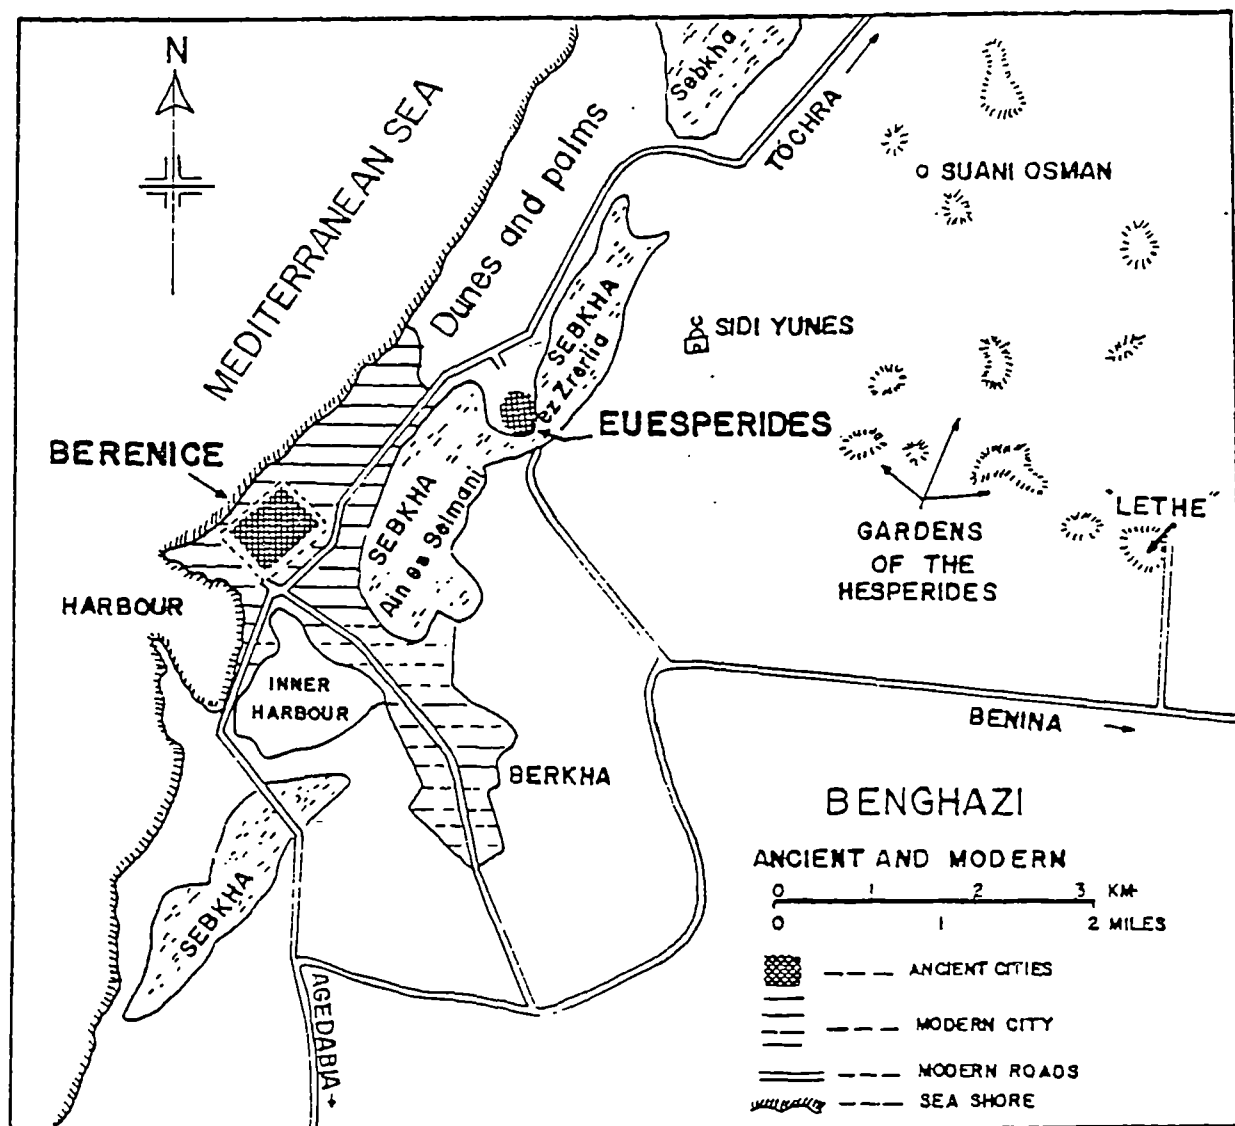 N
MEDITERRANEAN SEA
Dunes and palms
Sebkha
TOCHRA
SUANI OSMAN
SEBKHA
ez Zrariia
SIDI YUNES
EUESPERIDES
BERENICE
SEBKHA
Ain es Selmani
GARDENS
OF THE
HESPERIDES
"LETHE"
HARBOUR
INNER
HARBOUR
BENINA
BERKHA
SEBKHA
AGEDABIA
BENGHAZI
ANCIENT AND MODERN
0 1 2 3 KM
0 1 2 MILES
ANCIENT CITIES
MODERN CITY
MODERN ROADS
SEA SHORE